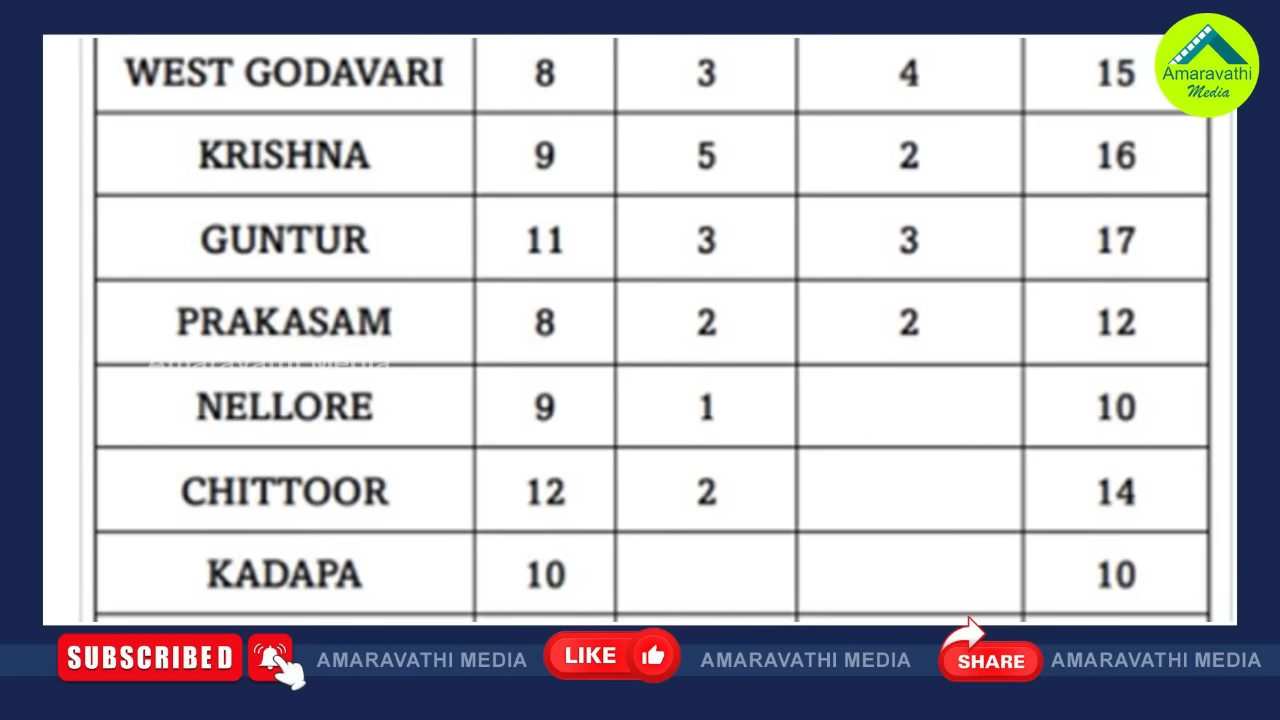 WEST GODAVARI 8 3 4 15
KRISHNA 9 5 2 16
GUNTUR 11 3 3 17
PRAKASAM 8 2 2 12
Amaravathi Media
NELLORE 9 1 10
CHITTOOR 12 2 14
KADAPA 10 10
Amaravathi
Media
SUBSCRIBED AMARAVATHI MEDIA LIKE AMARAVATHI MEDIA SHARE AMARAVATHI MEDIA